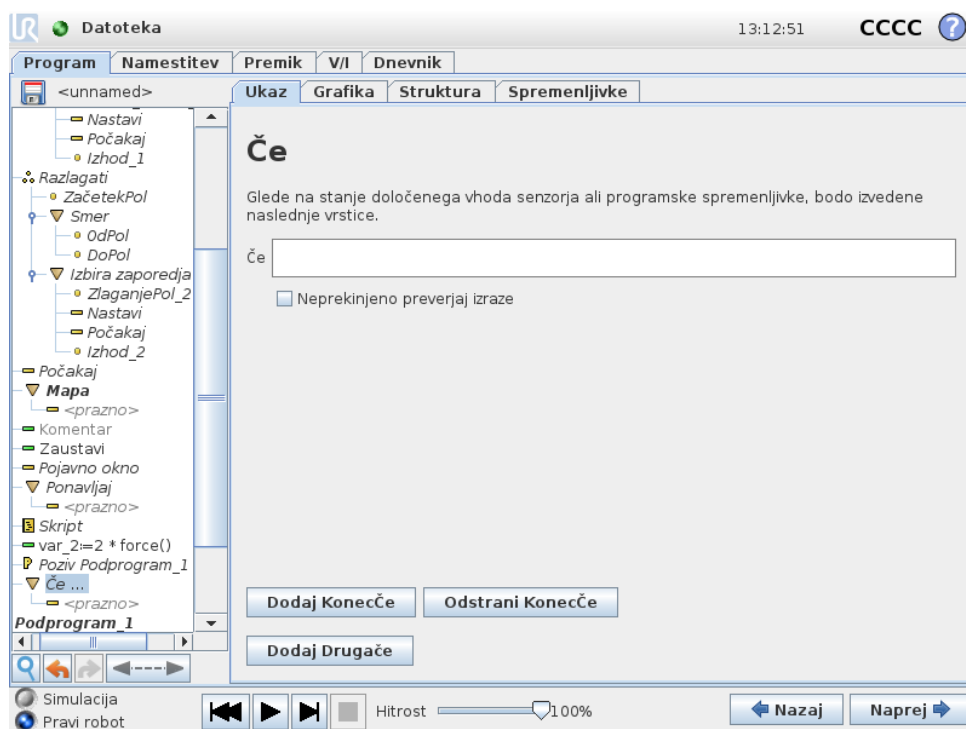 UR Datoteka 13:12:51 CCCC ?
Program Namestitev Premik V/I Dnevnik
<unnamed>
Ukaz Grafika Struktura Spremenljivke
Nastavi
Počakaj
Izhod_1
Razlagati
ZačetekPol
Smer
OdPol
DoPol
Izbira zaporedja
ZlaganjePol_2
Nastavi
Počakaj
Izhod_2
Počakaj
Mapa
<prazno>
Komentar
Zaustavi
Pojavno okno
Ponavljaj
<prazno>
Skript
var_2:=2 * force()
Poziv Podprogram_1
Če ...
<prazno>
Podprogram_1
Če
Glede na stanje določenega vhoda senzorja ali programske spremenljivke, bodo izvedene
naslednje vrstice.
Če
Neprekinjeno preverjaj izraze
Dodaj KonecČe Odstrani KonecČe
Dodaj Drugače
Simulacija
Pravi robot
Hitrost 100%
Nazaj Naprej